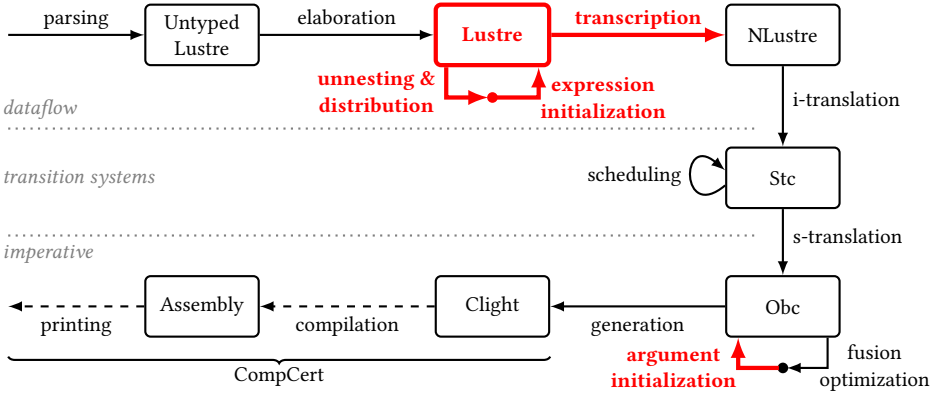 parsing
Untyped
Lustre
elaboration
Lustre
transcription
NLustre
unnesting &
distribution
expression
initialization
dataflow
i-translation
transition systems
scheduling
Stc
imperative
s-translation
Assembly
Clight
Obc
printing
compilation
generation
CompCert
argument
initialization
fusion
optimization